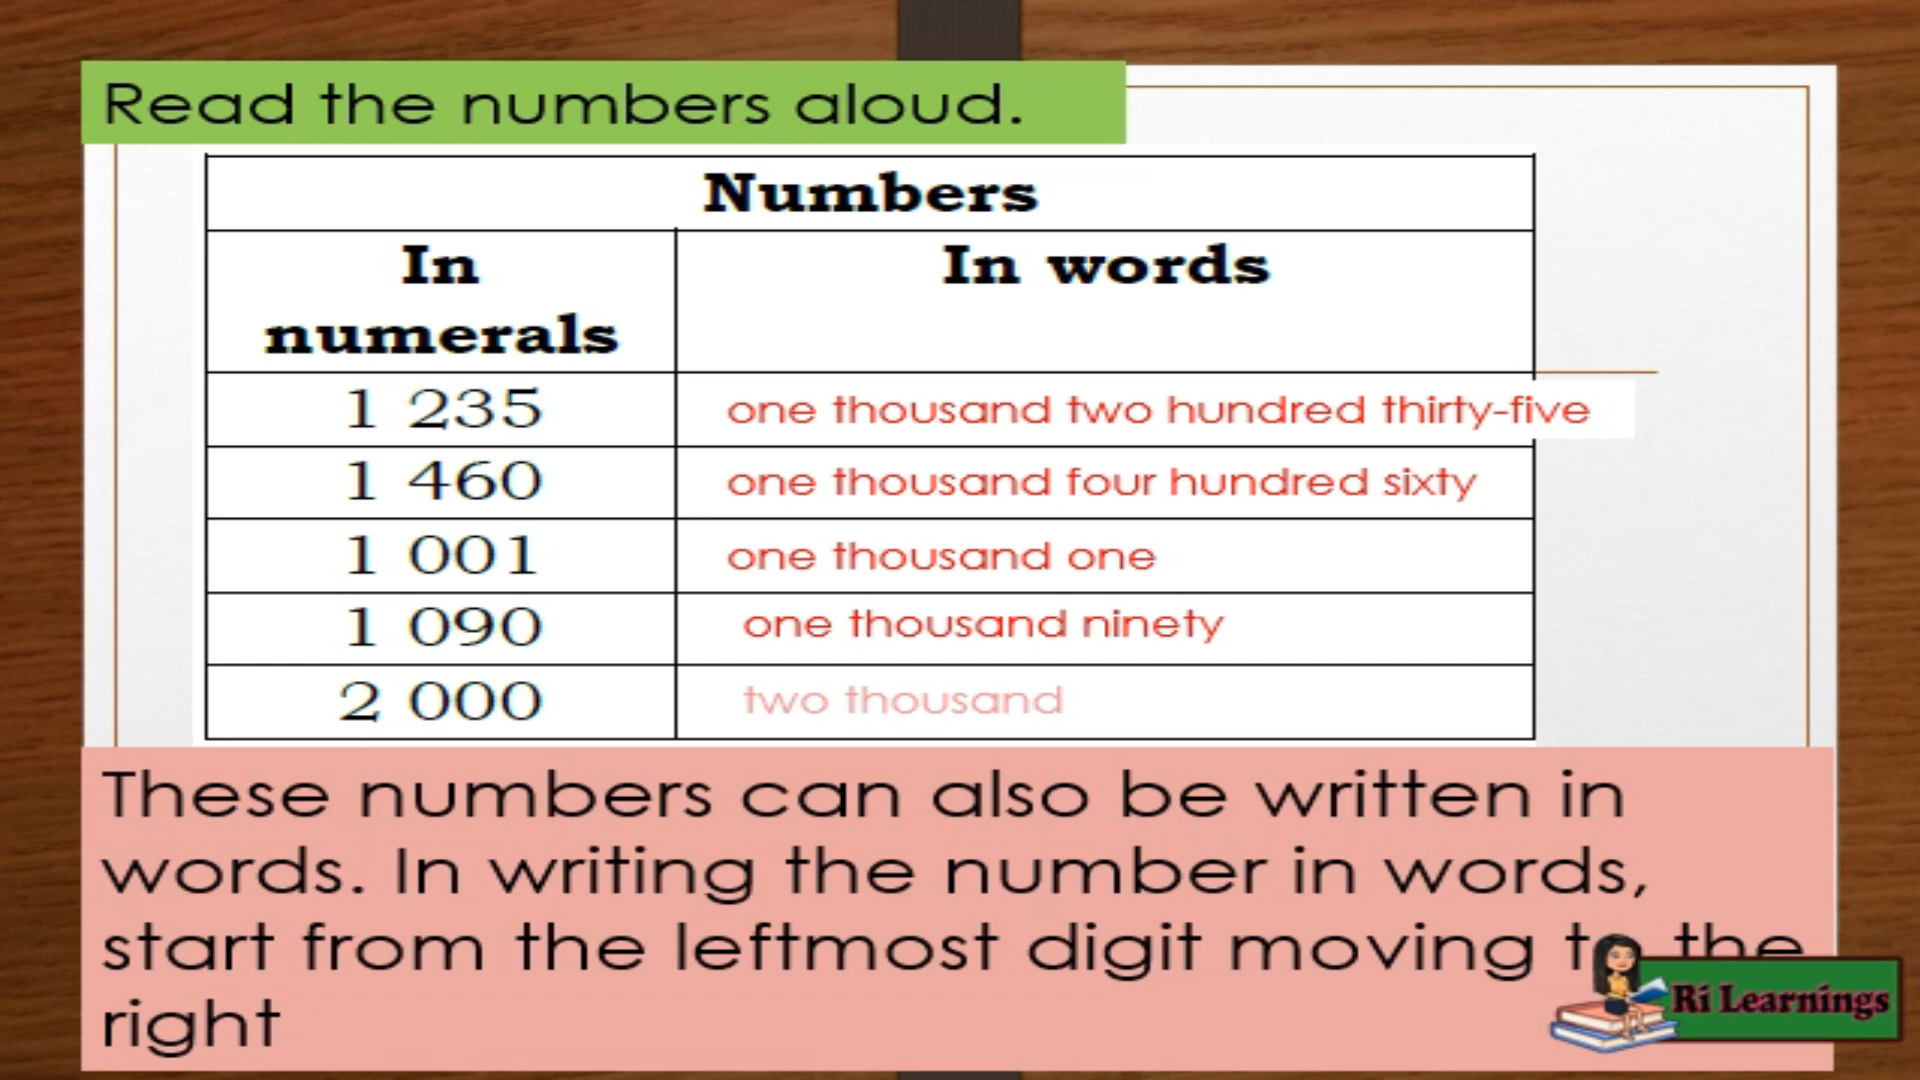 Read the numbers aloud.
Numbers
In numerals
In words
1 235
one thousand two hundred thirty-five
1 460
one thousand four hundred sixty
1 001
one thousand one
1 090
one thousand ninety
2 000
two thousand
These numbers can also be written in
words. In writing the number in words,
start from the leftmost digit moving to the
right
Ri Learnings